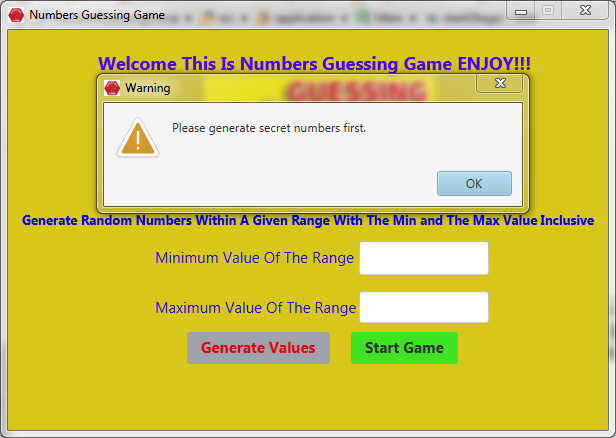 Numbers Guessing Game
Welcome This Is Numbers Guessing Game ENJOY!!!
GUESSING
Warning
Please generate secret numbers first.
OK
Generate Random Numbers Within A Given Range With The Min and The Max Value Inclusive
Minimum Value Of The Range
Maximum Value Of The Range
Generate Values
Start Game